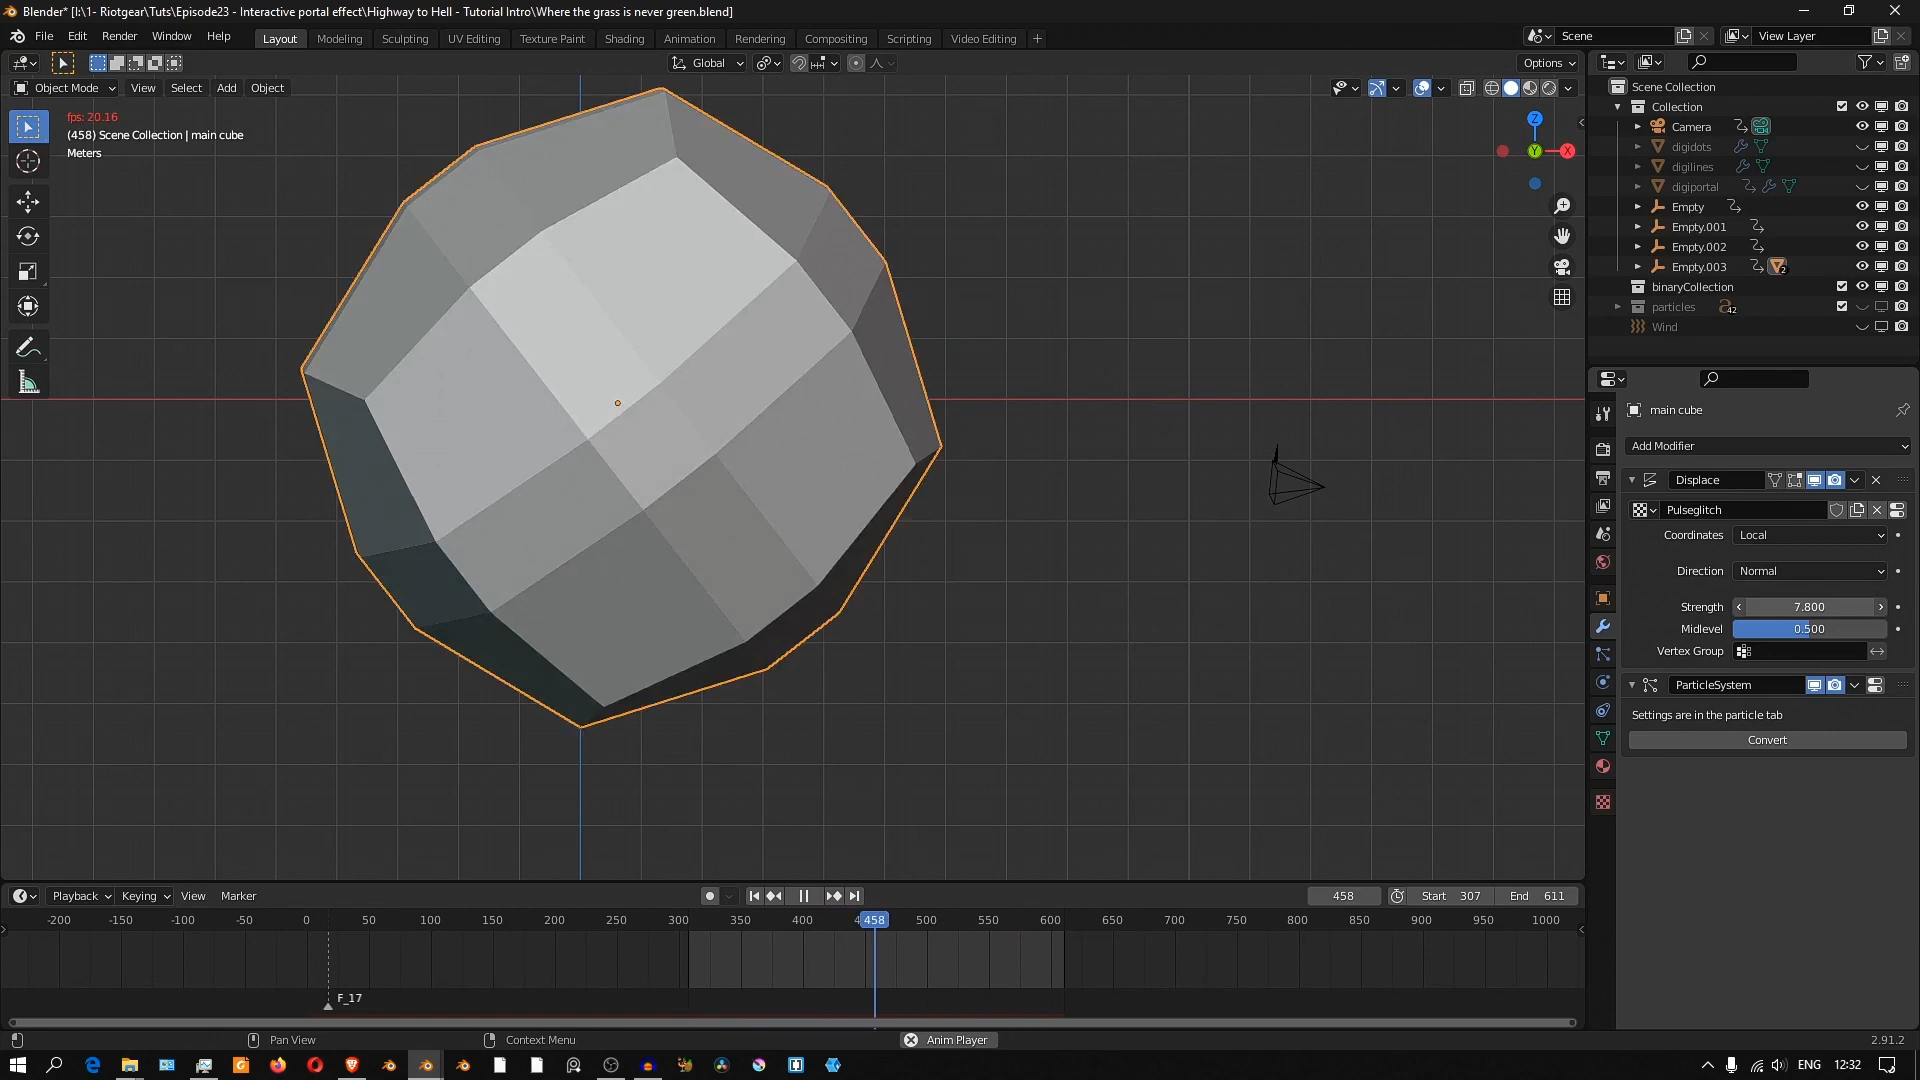 Blender* [I:\1- Riotgear\Tuts\Episode23 - Interactive portal effect\Highway to Hell - Tutorial Intro\Where the grass is never green.blend]
File Edit Render Window Help Layout Modeling Sculpting UV Editing Texture Paint Shading Animation Rendering Compositing Scripting Video Editing + Scene View Layer
Global Options
Object Mode View Select Add Object
Scene Collection
Collection
fps: 20.16
(458) Scene Collection | main cube
Meters
Z
Y
X
Camera
digidots
digilines
digiportal
Empty
Empty.001
Empty.002
Empty.003 2
binaryCollection
particles a 42
Wind
main cube
Add Modifier
Displace
Pulseglitch
Coordinates Local
Direction Normal
Strength 7.800
Midlevel 0.500
Vertex Group
ParticleSystem
Settings are in the particle tab
Convert
Playback Keying View Marker 458 Start 307 End 611
-200 -150 -100 -50 0 50 100 150 200 250 300 350 400 4 458 500 550 600 650 700 750 800 850 900 950 1000
F_17
Pan View Context Menu Anim Player 2.91.2
ENG 12:32